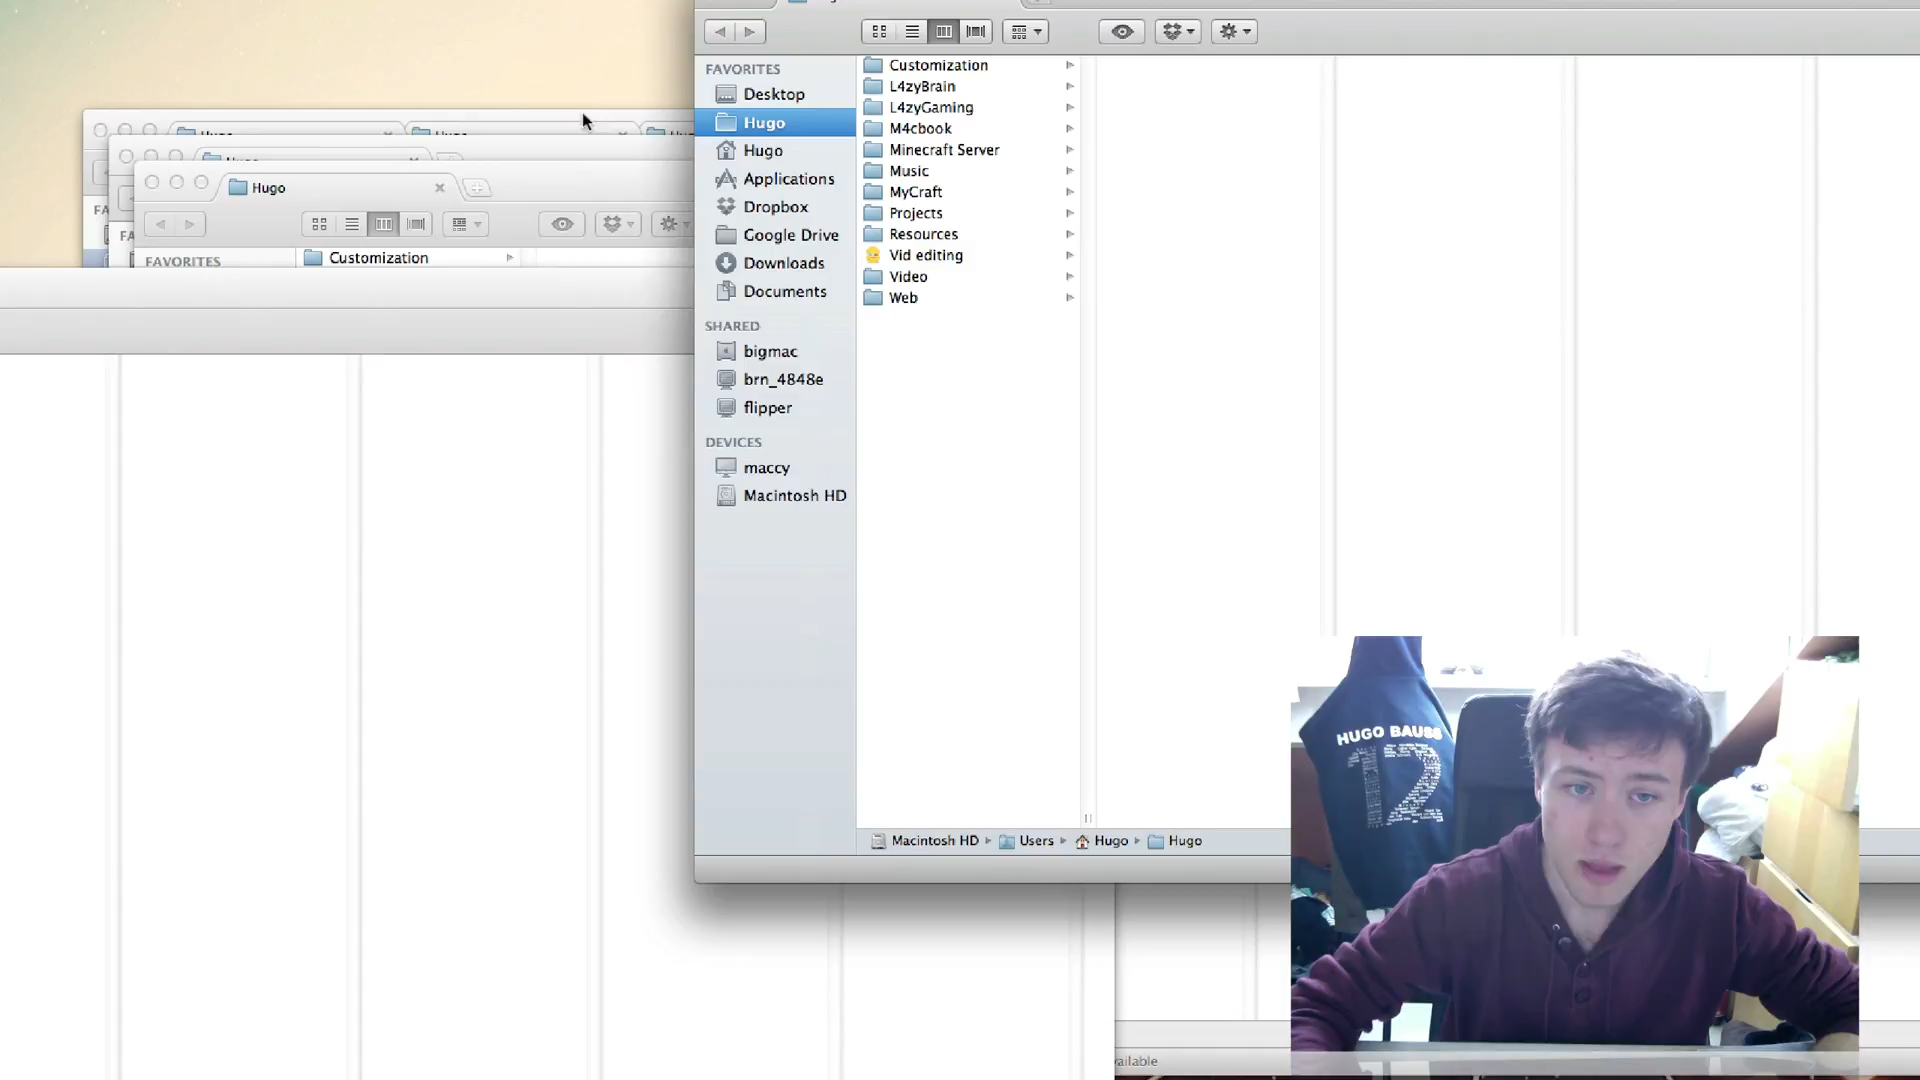 Hugo
Hugo
Hugo
FAVORITES
Customization
FAVORITES
Desktop
Hugo
Hugo
Applications
Dropbox
Google Drive
Downloads
Documents
SHARED
bigmac
brn_4848e
flipper
DEVICES
maccy
Macintosh HD
Customization
L4zyBrain
L4zyGaming
M4cbook
Minecraft Server
Music
MyCraft
Projects
Resources
Vid editing
Video
Web
Macintosh HD
Users
Hugo
Hugo
HUGO BAUSS
12